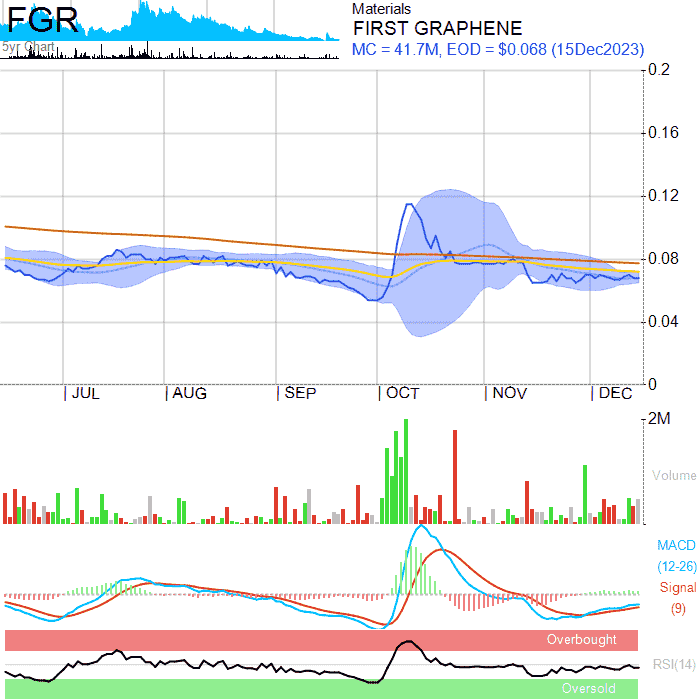 FGR
5yr Chart
Materials
FIRST GRAPHENE
MC = 41.7M, EOD = $0.068 (15Dec2023)
0.2
0.16
0.12
0.08
0.04
0
JUL AUG SEP OCT NOV DEC
2M
Volume
MACD
(12-26)
Signal
(9)
Overbought
RSI(14)
Oversold